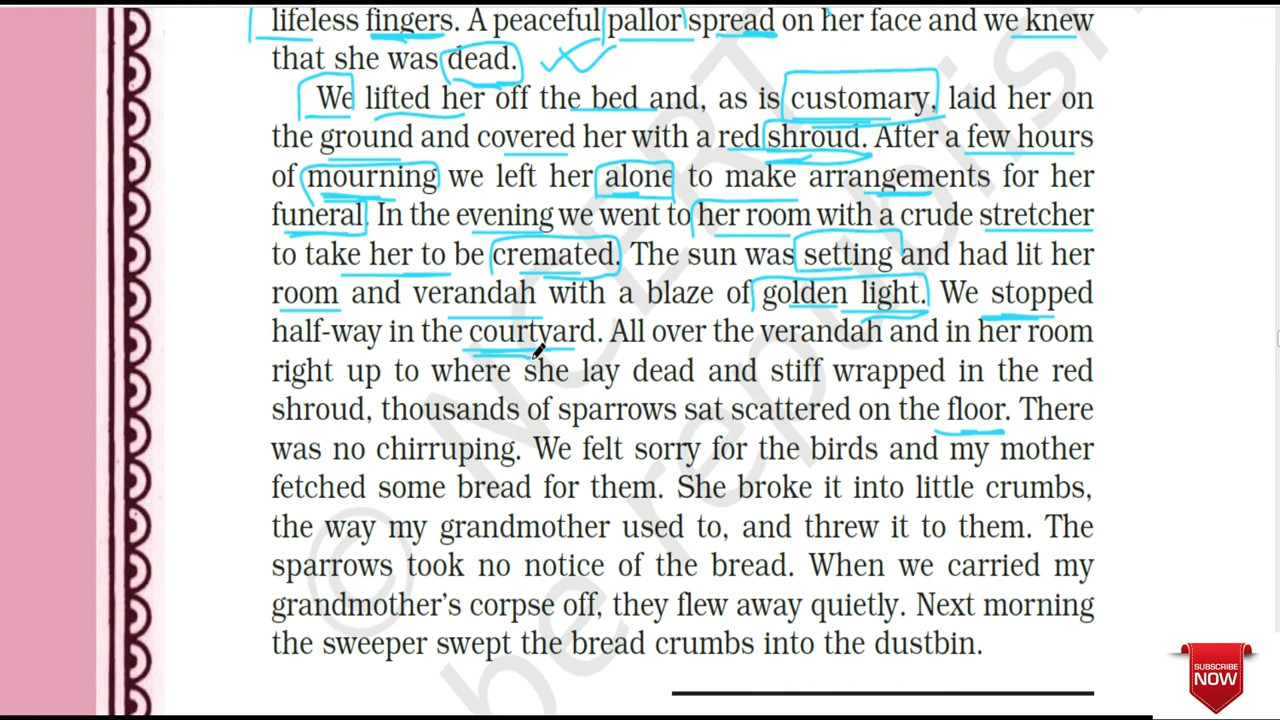 lifeless fingers. A peaceful pallor spread on her face and we knew
that she was dead.
We lifted her off the bed and, as is customary, laid her on
the ground and covered her with a red shroud. After a few hours
of mourning we left her alone to make arrangements for her
funeral. In the evening we went to her room with a crude stretcher
to take her to be cremated. The sun was setting and had lit her
room and verandah with a blaze of golden light. We stopped
half-way in the courtyard. All over the verandah and in her room
right up to where she lay dead and stiff wrapped in the red
shroud, thousands of sparrows sat scattered on the floor. There
was no chirruping. We felt sorry for the birds and my mother
fetched some bread for them. She broke it into little crumbs,
the way my grandmother used to, and threw it to them. The
sparrows took no notice of the bread. When we carried my
grandmother's corpse off, they flew away quietly. Next morning
the sweeper swept the bread crumbs into the dustbin.
© NCERT
be republish
SUBSCRIBE
NOW